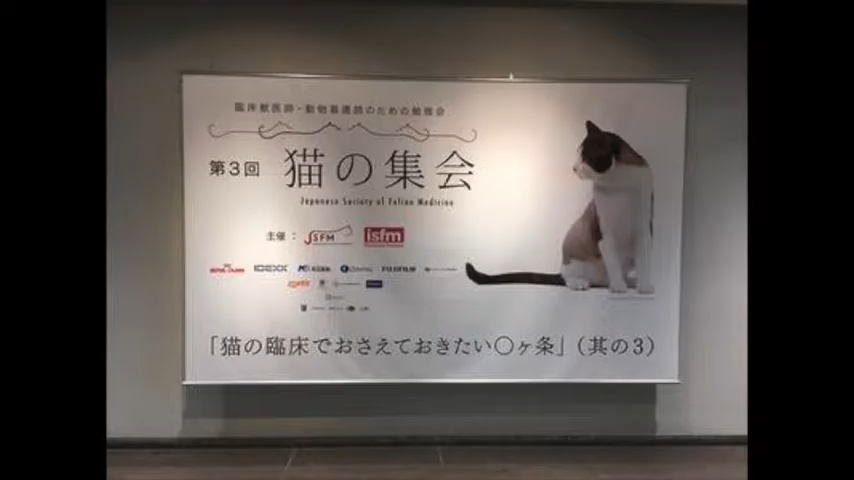 臨床獣医師・動物看護師のための勉強会
第3回 猫の集会
Japanese Society of Feline Medicine
主催： JSFM isfm
ROYAL CANIN IDEXX FUJIFILM
zoetis
「猫の臨床でおさえておきたい〇ヶ条」（其の3）